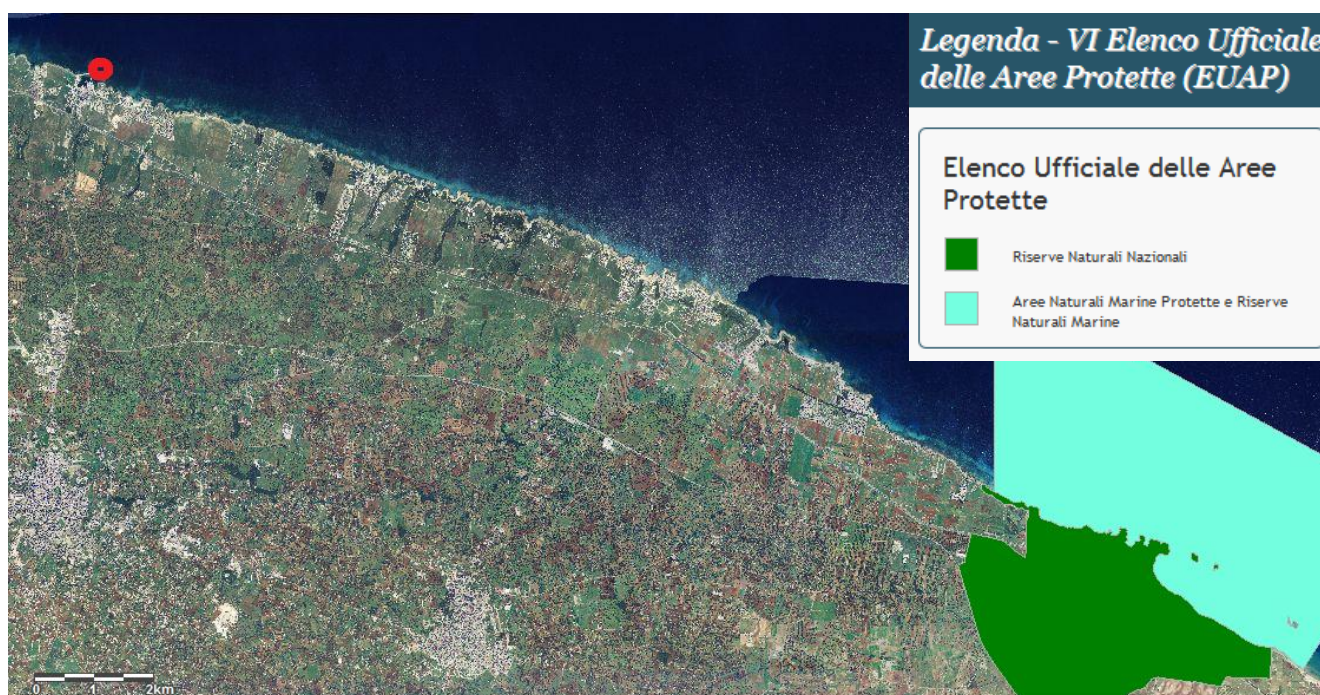 Legenda - VI Elenco Ufficiale
delle Aree Protette (EUAP)
Elenco Ufficiale delle Aree
Protette
Riserve Naturali Nazionali
Aree Naturali Marine Protette e Riserve
Naturali Marine
0 1 2km